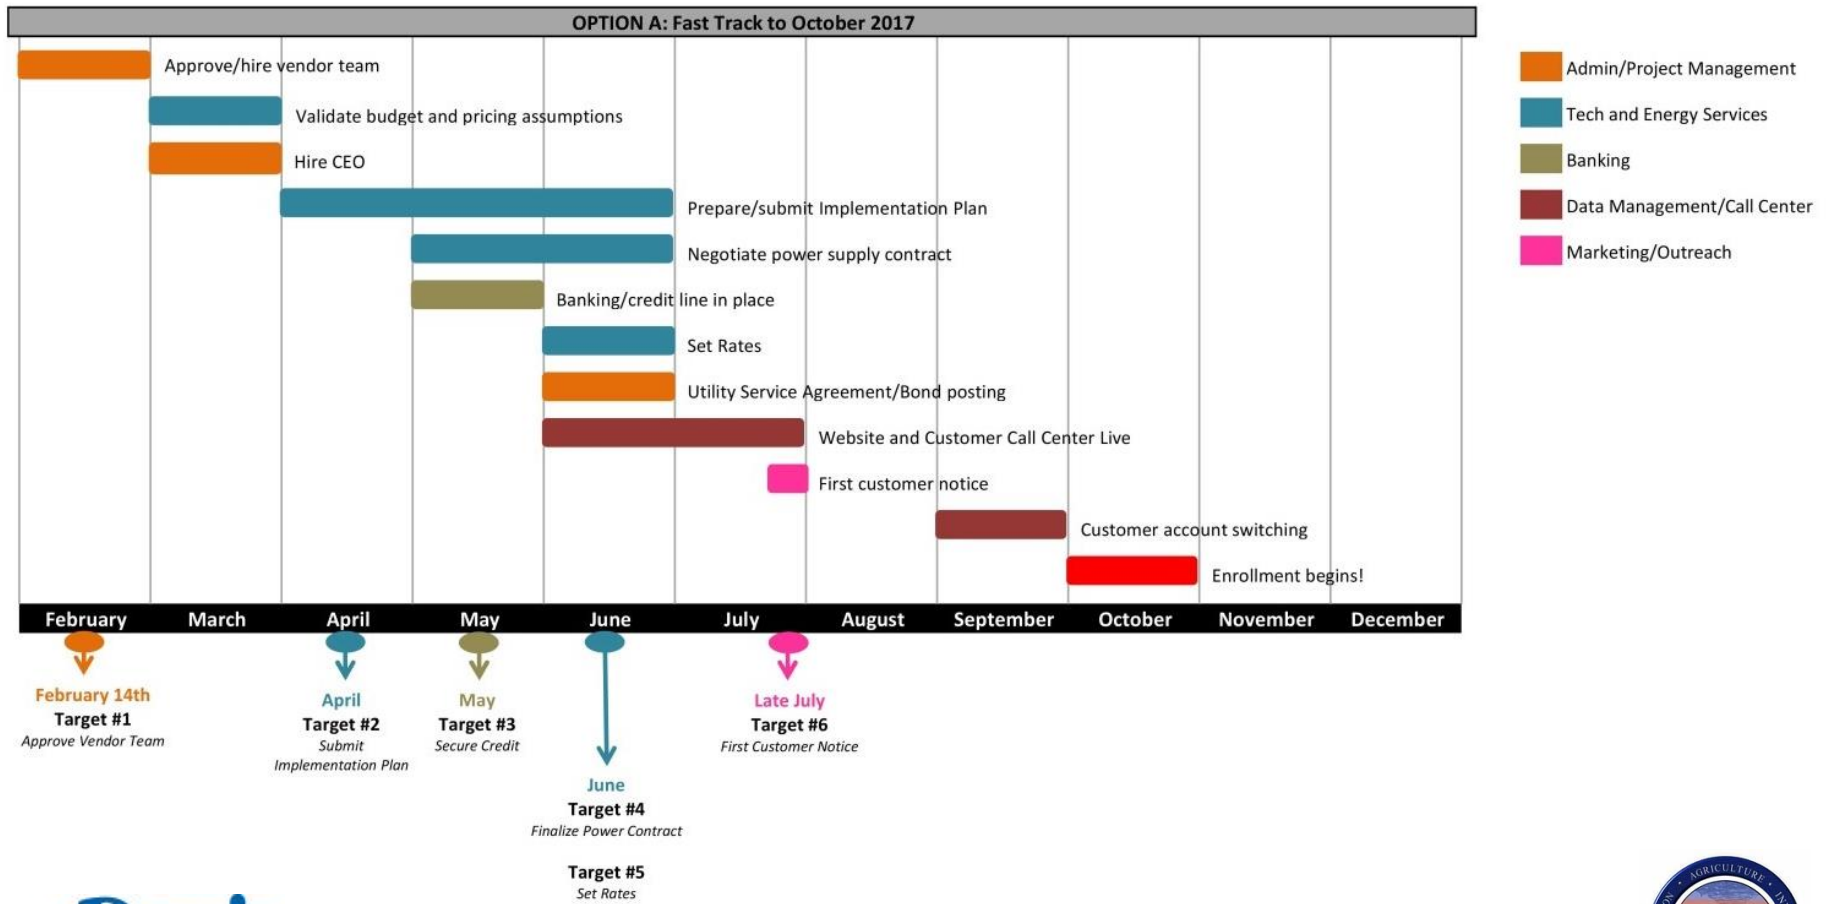 OPTION A: Fast Track to October 2017
Approve/hire vendor team
Validate budget and pricing assumptions
Hire CEO
Prepare/submit Implementation Plan
Negotiate power supply contract
Banking/credit line in place
Set Rates
Utility Service Agreement/Bond posting
Website and Customer Call Center Live
First customer notice
Customer account switching
Enrollment begins!
Admin/Project Management
Tech and Energy Services
Banking
Data Management/Call Center
Marketing/Outreach
February March April May June July August September October November December
February 14th
Target #1
Approve Vendor Team
April
Target #2
Submit
Implementation Plan
May
Target #3
Secure Credit
June
Target #4
Finalize Power Contract
Target #5
Set Rates
Late July
Target #6
First Customer Notice
AGRICULTURE